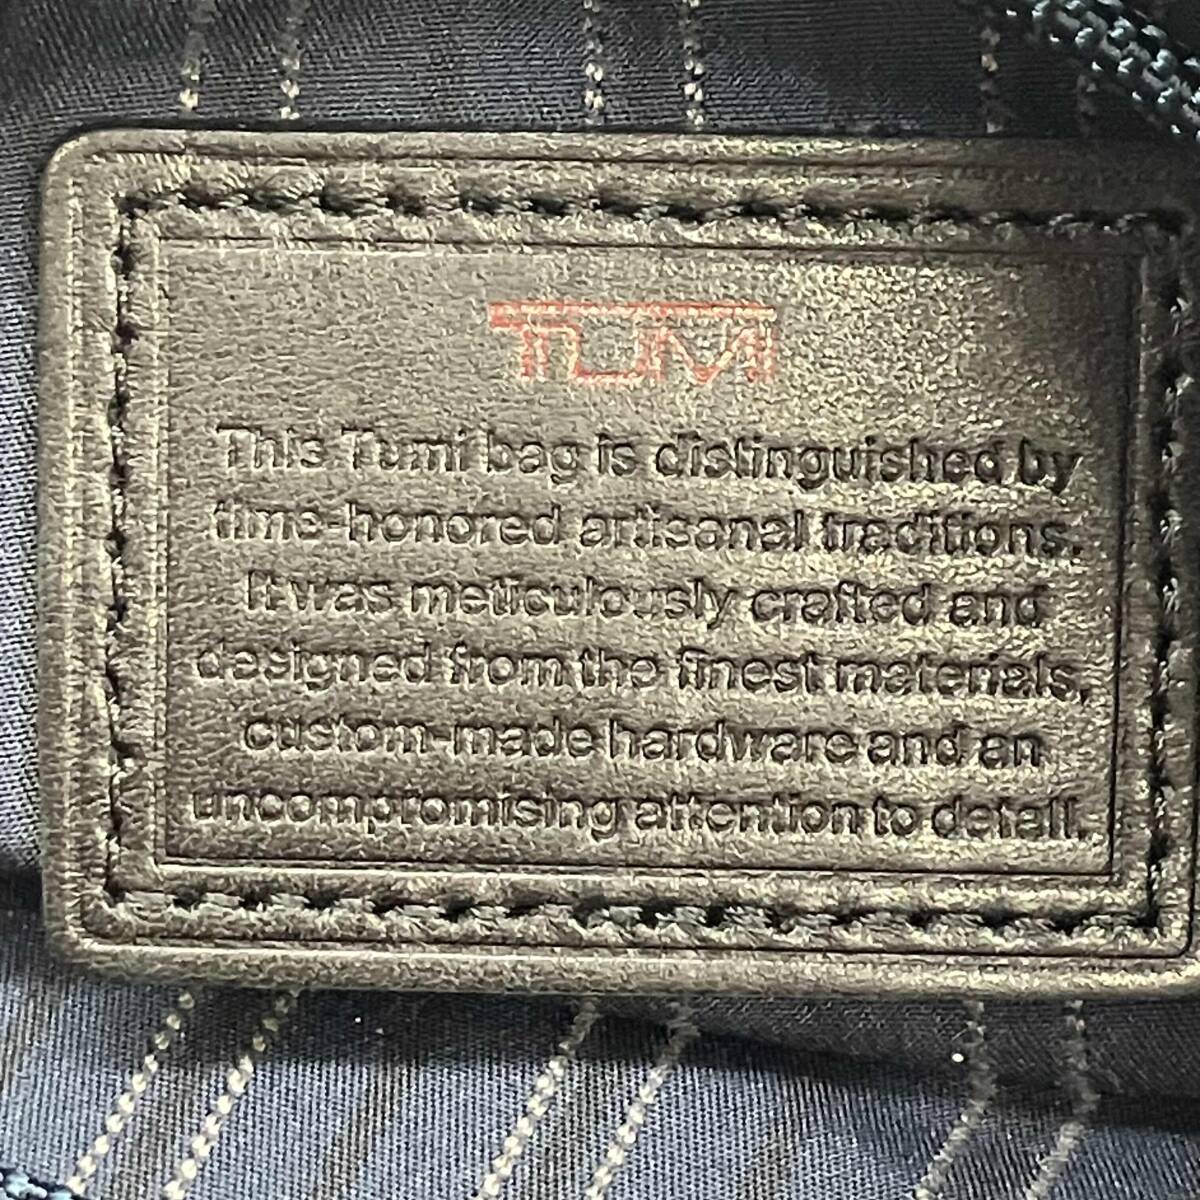 TUMI
This Tumi bag is distinguished by
time-honored artisanal traditions.
It was meticulously crafted and
designed from the finest materials,
custom-made hardware and an
uncompromising attention to detail.